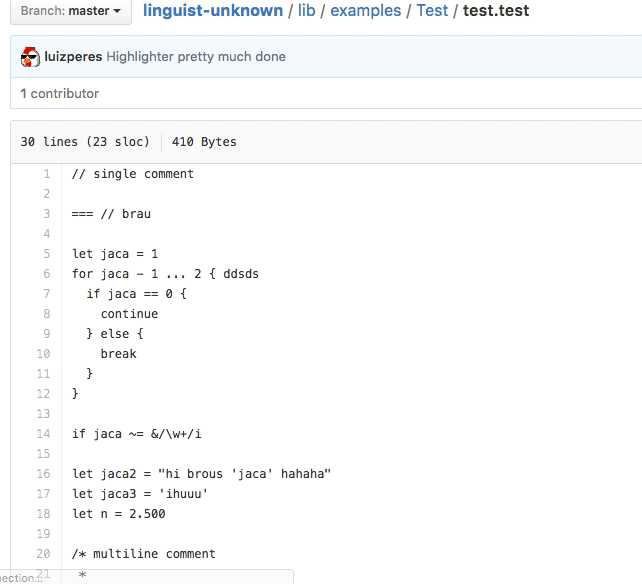 Branch: master
linguist-unknown / lib / examples / Test / test.test
luizperes Highlighter pretty much done
1 contributor
30 lines (23 sloc) 410 Bytes
1 // single comment
2
3 === // brau
4
5 let jaca = 1
6 for jaca - 1 ... 2 { ddsds
7 if jaca == 0 {
8 continue
9 } else {
10 break
11 }
12 }
13
14 if jaca ~= &/\w+/i
15
16 let jaca2 = "hi brous 'jaca' hahaha"
17 let jaca3 = 'ihuuu'
18 let n = 2.500
19
20 /* multiline comment
21 *